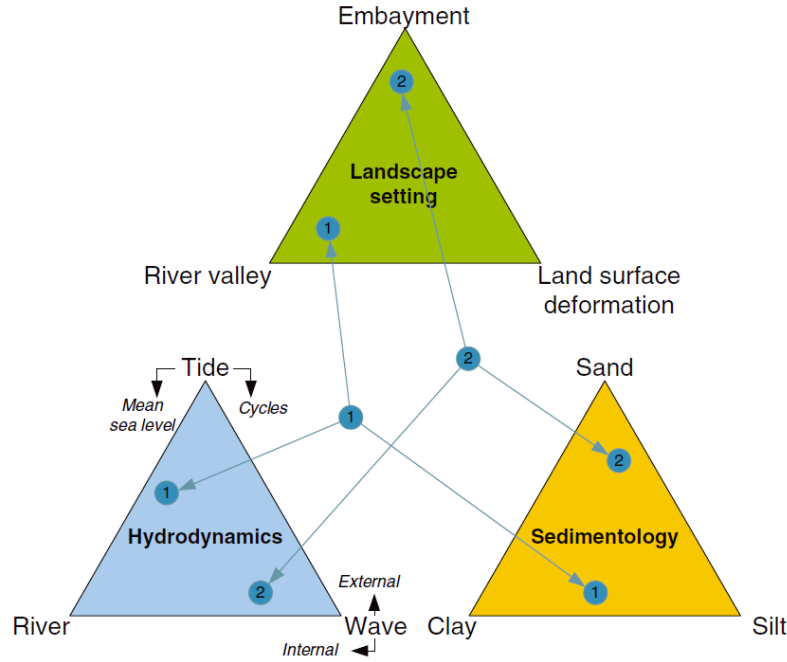 Embayment
2
Landscape
setting
1
River valley
Land surface
deformation
2
Tide
Mean
sea level
Cycles
Sand
1
2
1
Hydrodynamics
Sedimentology
2
1
External
River
Wave
Internal
Clay
Silt